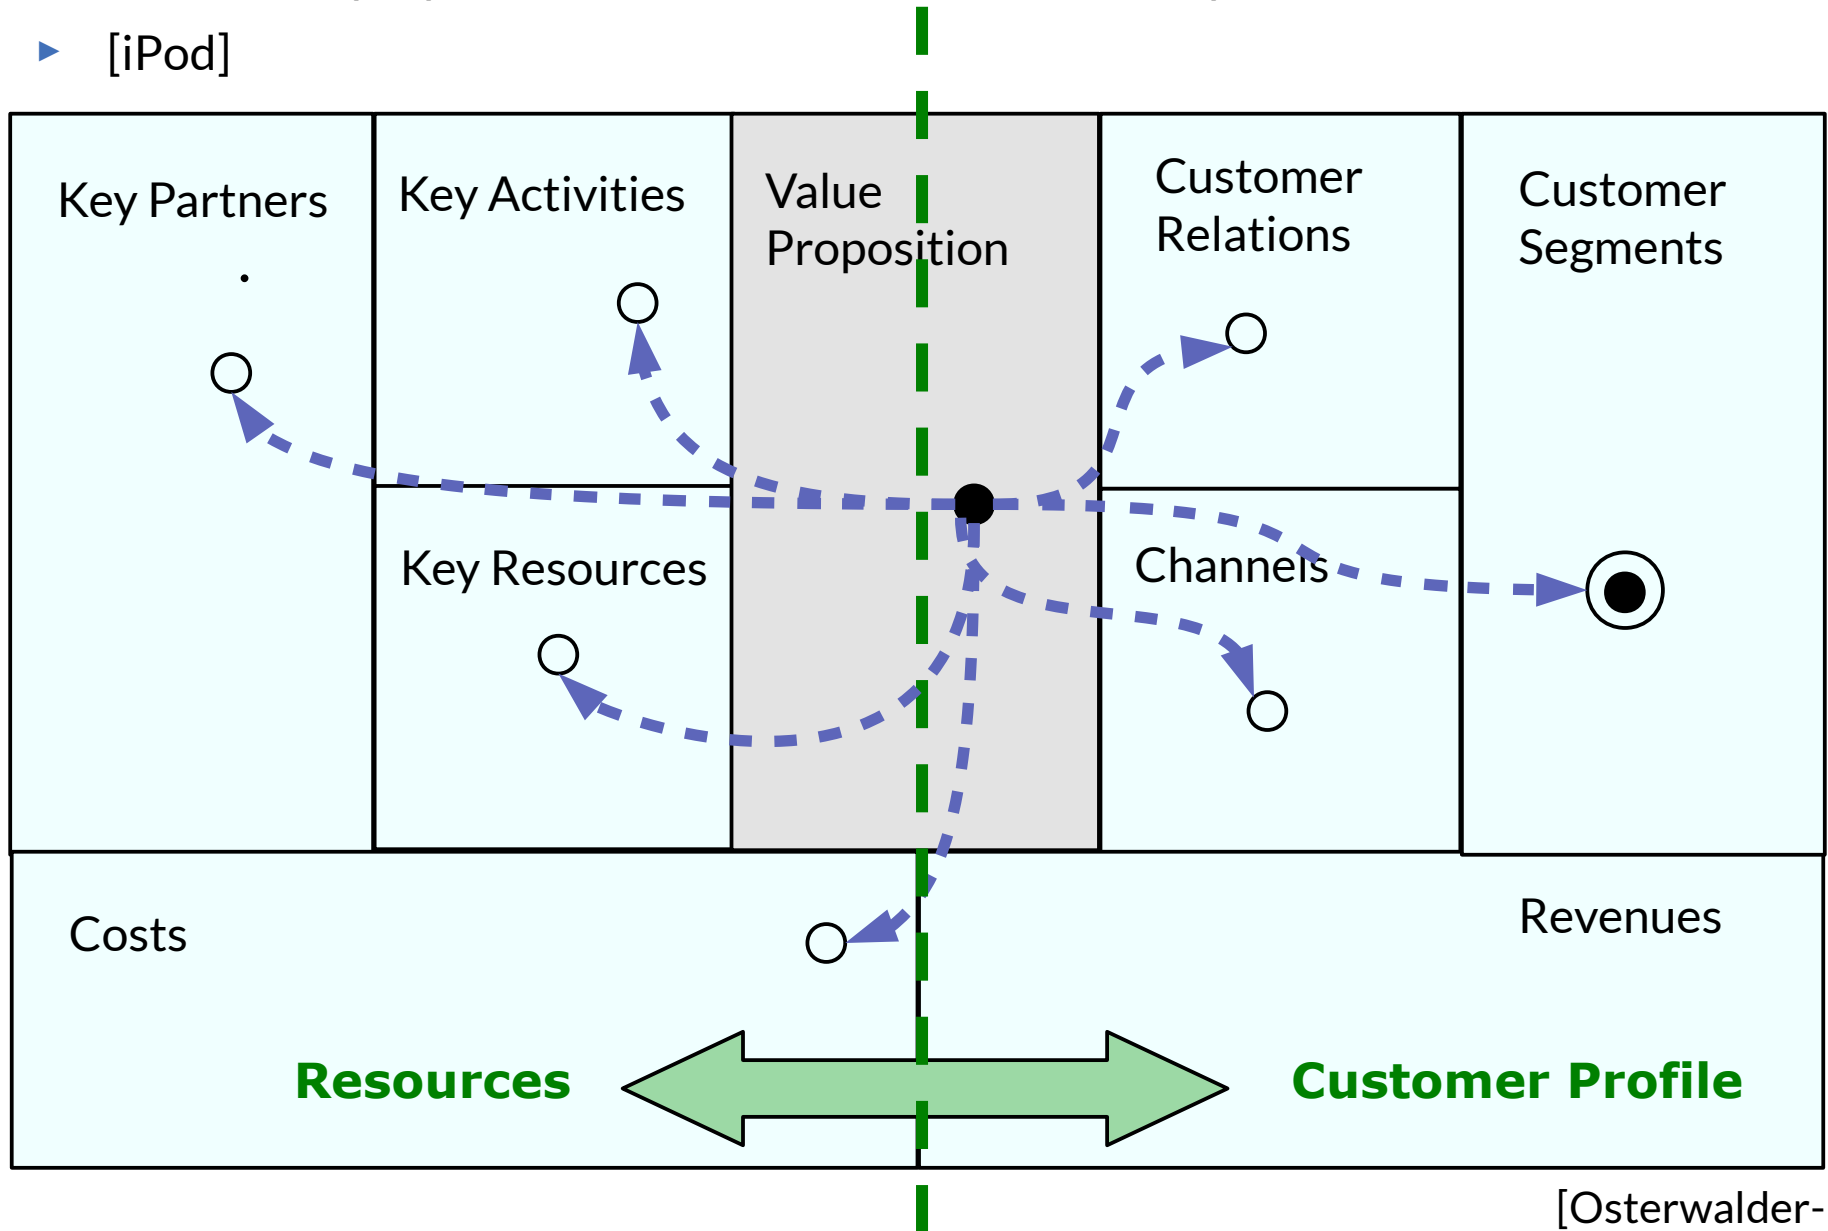 [iPod]
Key Partners
Key Activities
Value
Proposition
Customer
Relations
Customer
Segments
Key Resources
Channels
Costs
Revenues
Resources
Customer Profile
[Osterwalder-